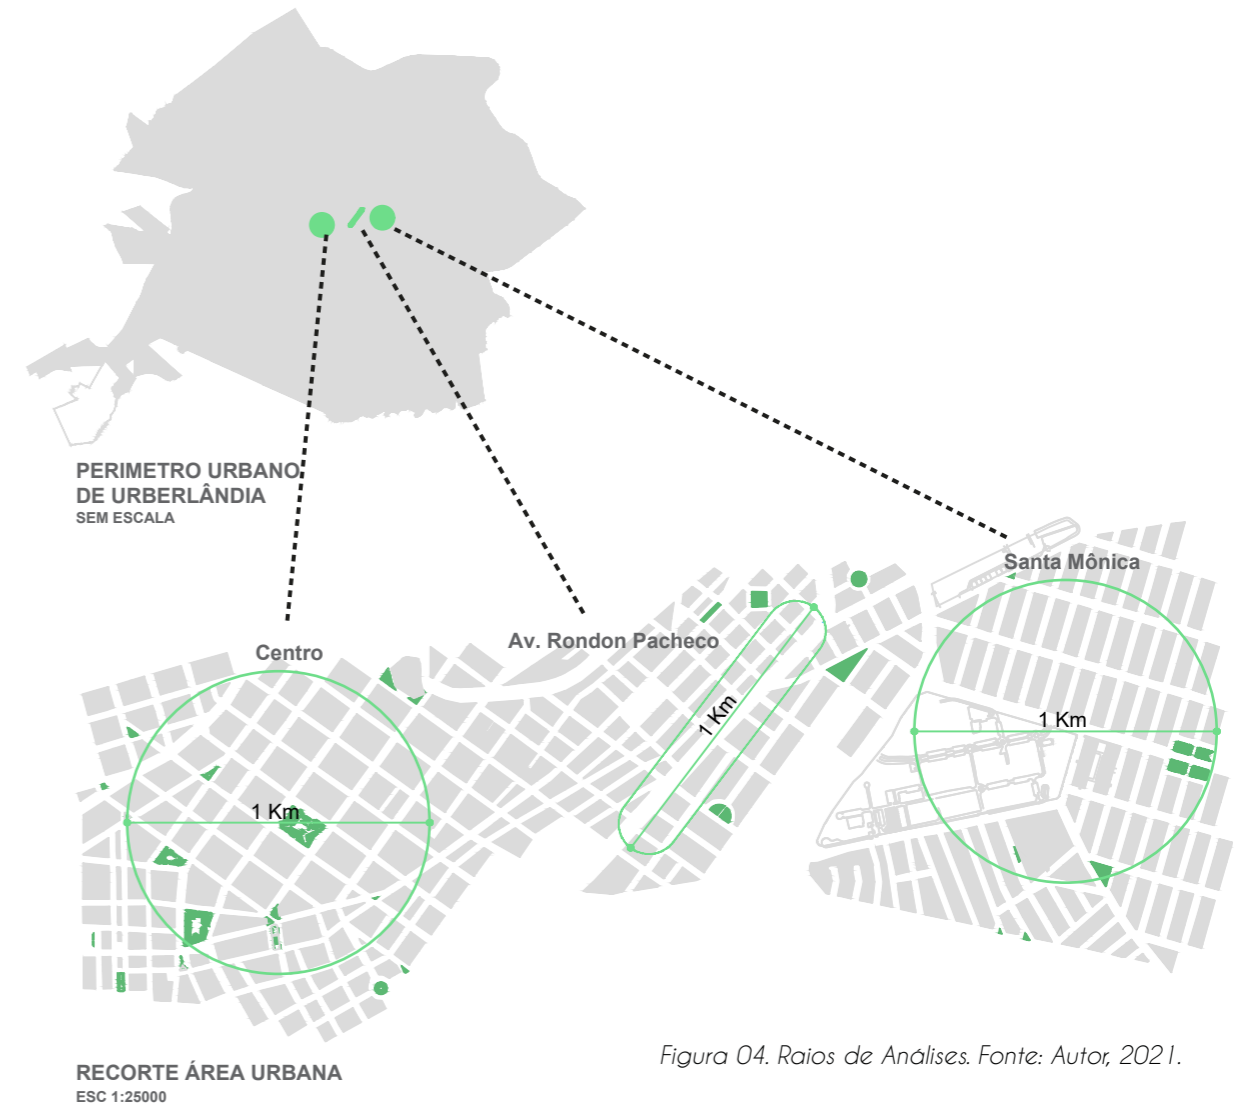 PERIMETRO URBANO
DE URBERLÂNDIA
SEM ESCALA
Santa Mônica
Av. Rondon Pacheco
Centro
1 Km
1 Km
1 Km
Figura 04. Raios de Análises. Fonte: Autor, 2021.
RECORTE ÁREA URBANA
ESC 1:25000